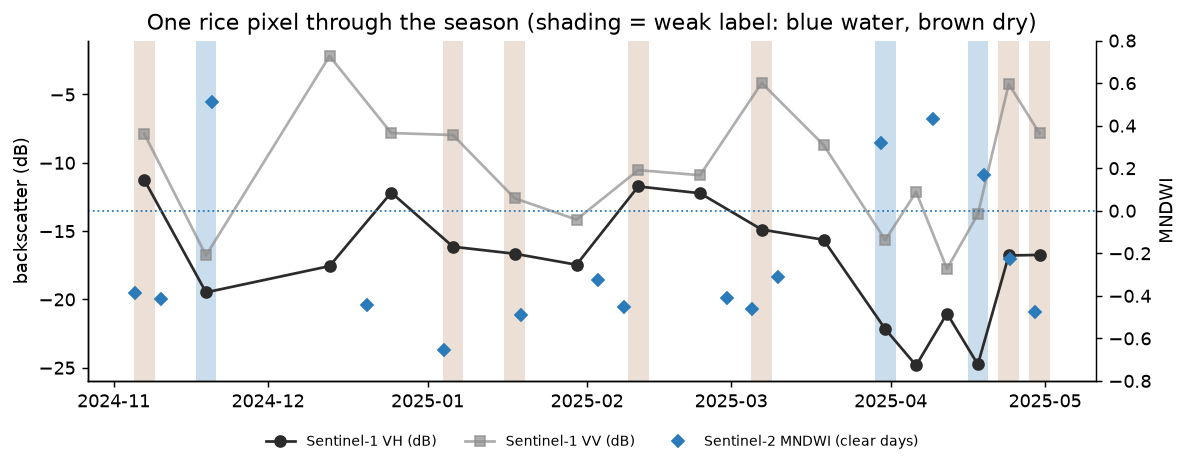 One rice pixel through the season (shading = weak label: blue water, brown dry)
backscatter (dB)
−5
−10
−15
−20
−25
0.8
0.6
0.4
0.2
0.0
−0.2
−0.4
−0.6
−0.8
MNDWI
2024-11 2024-12 2025-01 2025-02 2025-03 2025-04 2025-05
Sentinel-1 VH (dB) Sentinel-1 VV (dB) Sentinel-2 MNDWI (clear days)